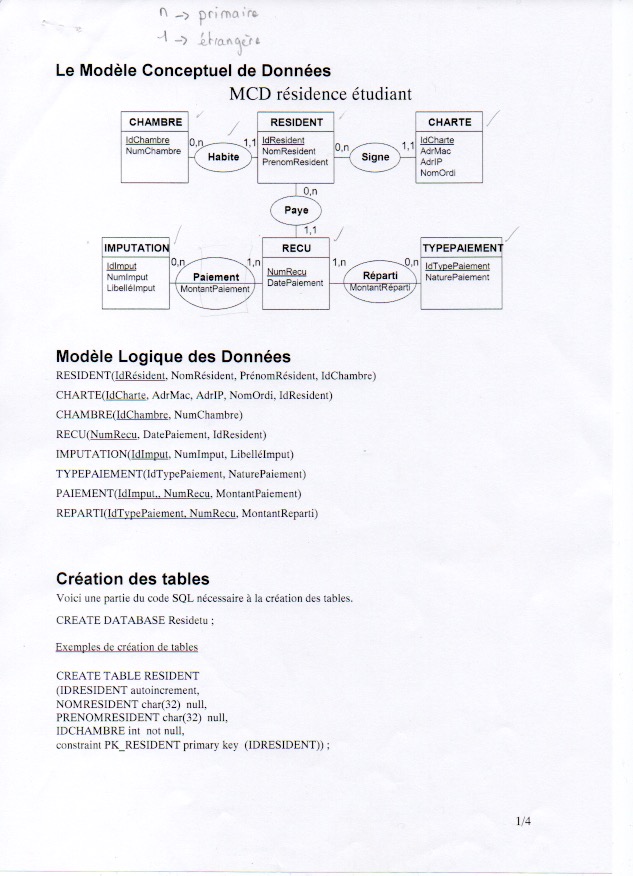 n -> primaire
1 -> étrangère
Le Modèle Conceptuel de Données
MCD résidence étudiant
CHAMBRE
IdChambre
NumChambre
0,n
Habite
1,1
RESIDENT
IdResident
NomResident
PrenomResident
0,n
Signe
1,1
CHARTE
IdCharte
AdrMac
AdrIP
NomOrdi
0,n
Paye
1,1
IMPUTATION
IdImput
NumImput
LibelléImput
0,n
Paiement
MontantPaiement
1,n
RECU
NumRecu
DatePaiement
1,n
Réparti
MontantRéparti
0,n
TYPEPAIEMENT
IdTypePaiement
NaturePaiement
Modèle Logique des Données
RESIDENT(IdRésident, NomRésident, PrénomRésident, IdChambre)
CHARTE(IdCharte, AdrMac, AdrIP, NomOrdi, IdResident)
CHAMBRE(IdChambre, NumChambre)
RECU(NumRecu, DatePaiement, IdResident)
IMPUTATION(IdImput, NumImput, LibelléImput)
TYPEPAIEMENT(IdTypePaiement, NaturePaiement)
PAIEMENT(IdImput,, NumRecu, MontantPaiement)
REPARTI(IdTypePaiement, NumRecu, MontantReparti)
Création des tables
Voici une partie du code SQL nécessaire à la création des tables.
CREATE DATABASE Residetu ;
Exemples de création de tables
CREATE TABLE RESIDENT
(IDRESIDENT autoincrement,
NOMRESIDENT char(32) null,
PRENOMRESIDENT char(32) null,
IDCHAMBRE int not null,
constraint PK_RESIDENT primary key (IDRESIDENT)) ;
1/4